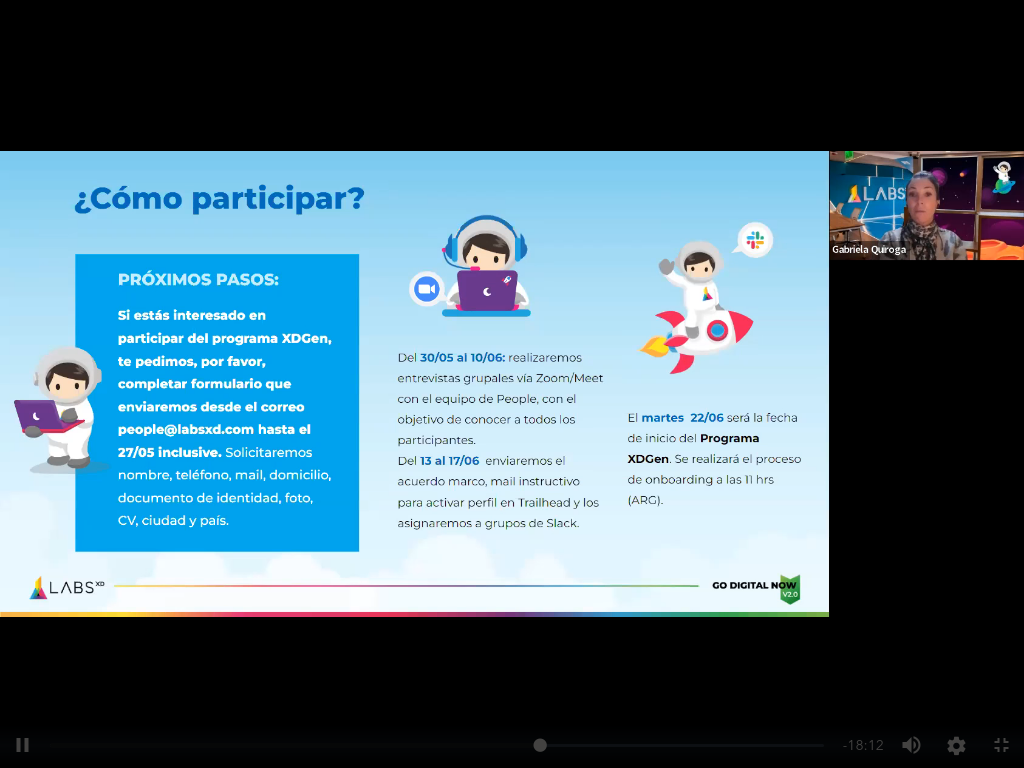 ¿Cómo participar?
PRÓXIMOS PASOS:
Si estás interesado en
participar del programa XDGen,
te pedimos, por favor,
completar formulario que
enviaremos desde el correo
people@labsxd.com hasta el
27/05 inclusive. Solicitaremos
nombre, teléfono, mail, domicilio,
documento de identidad, foto,
CV, ciudad y país.
Del 30/05 al 10/06: realizaremos
entrevistas grupales vía Zoom/Meet
con el equipo de People, con el
objetivo de conocer a todos los
participantes.
Del 13 al 17/06 enviaremos el
acuerdo marco, mail instructivo
para activar perfil en Trailhead y los
asignaremos a grupos de Slack.
El martes 22/06 será la fecha
de inicio del Programa
XDGen. Se realizará el proceso
de onboarding a las 11 hrs
(ARG).
LABS XD
GO DIGITAL NOW
V2.0
LABS
Gabriela Quiroga
-18:12